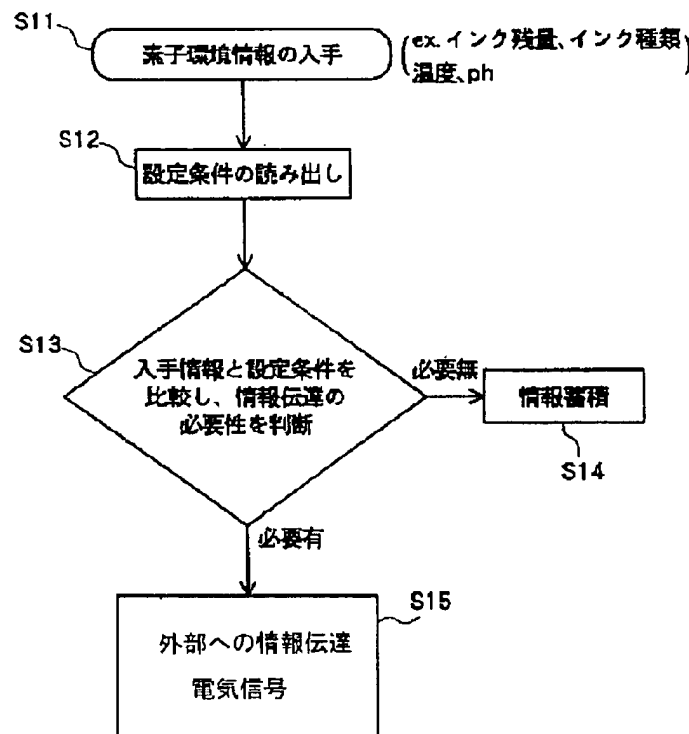 S11
素子環境情報の入手
(ex.インク残量、インク種類
温度、ph)
S12
設定条件の読み出し
S13
入手情報と設定条件を
比較し、情報伝達の
必要性を判断
必要無
情報蓄積
S14
必要有
S15
外部への情報伝達
電気信号